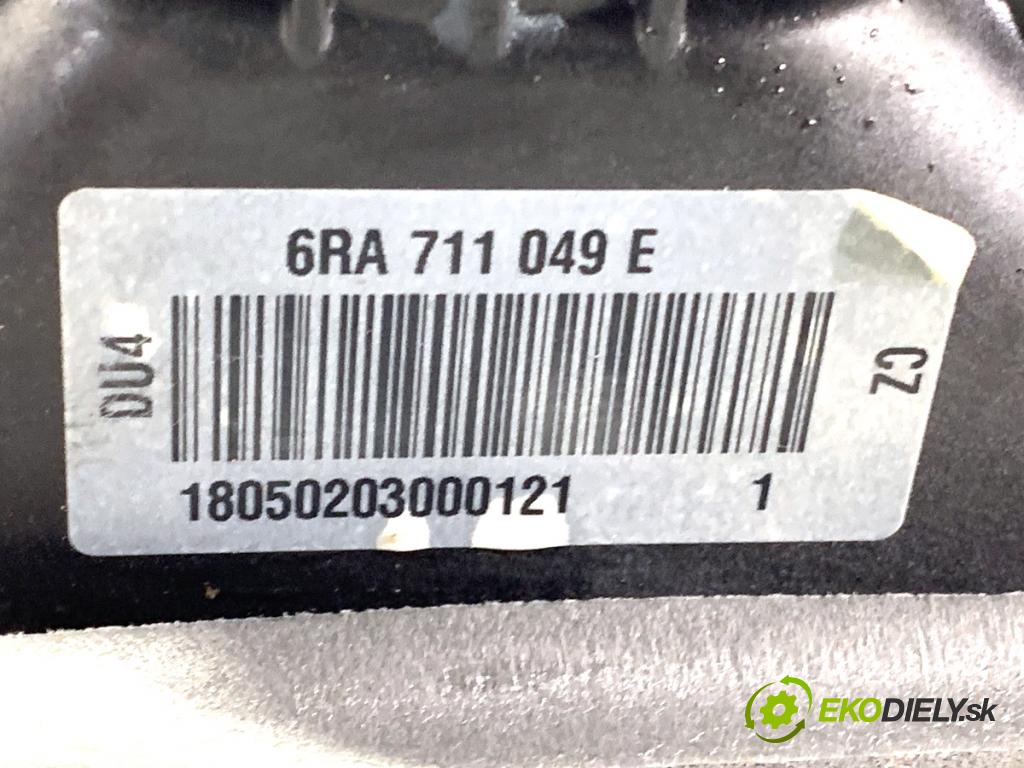 6RA 711 049 E
DU4
CZ
18050203000121 1
EKODIELY.sk